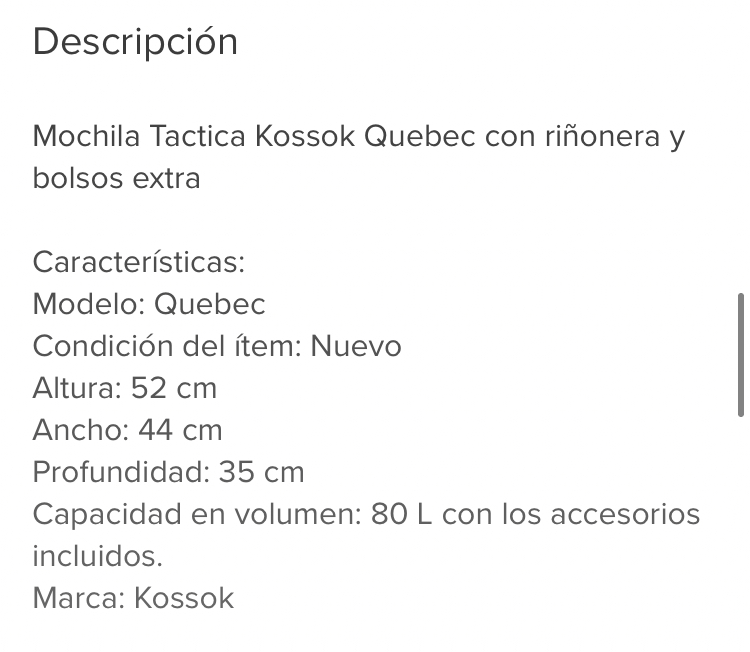 Descripción
Mochila Tactica Kossok Quebec con riñonera y
bolsos extra
Características:
Modelo: Quebec
Condición del ítem: Nuevo
Altura: 52 cm
Ancho: 44 cm
Profundidad: 35 cm
Capacidad en volumen: 80 L con los accesorios
incluidos.
Marca: Kossok